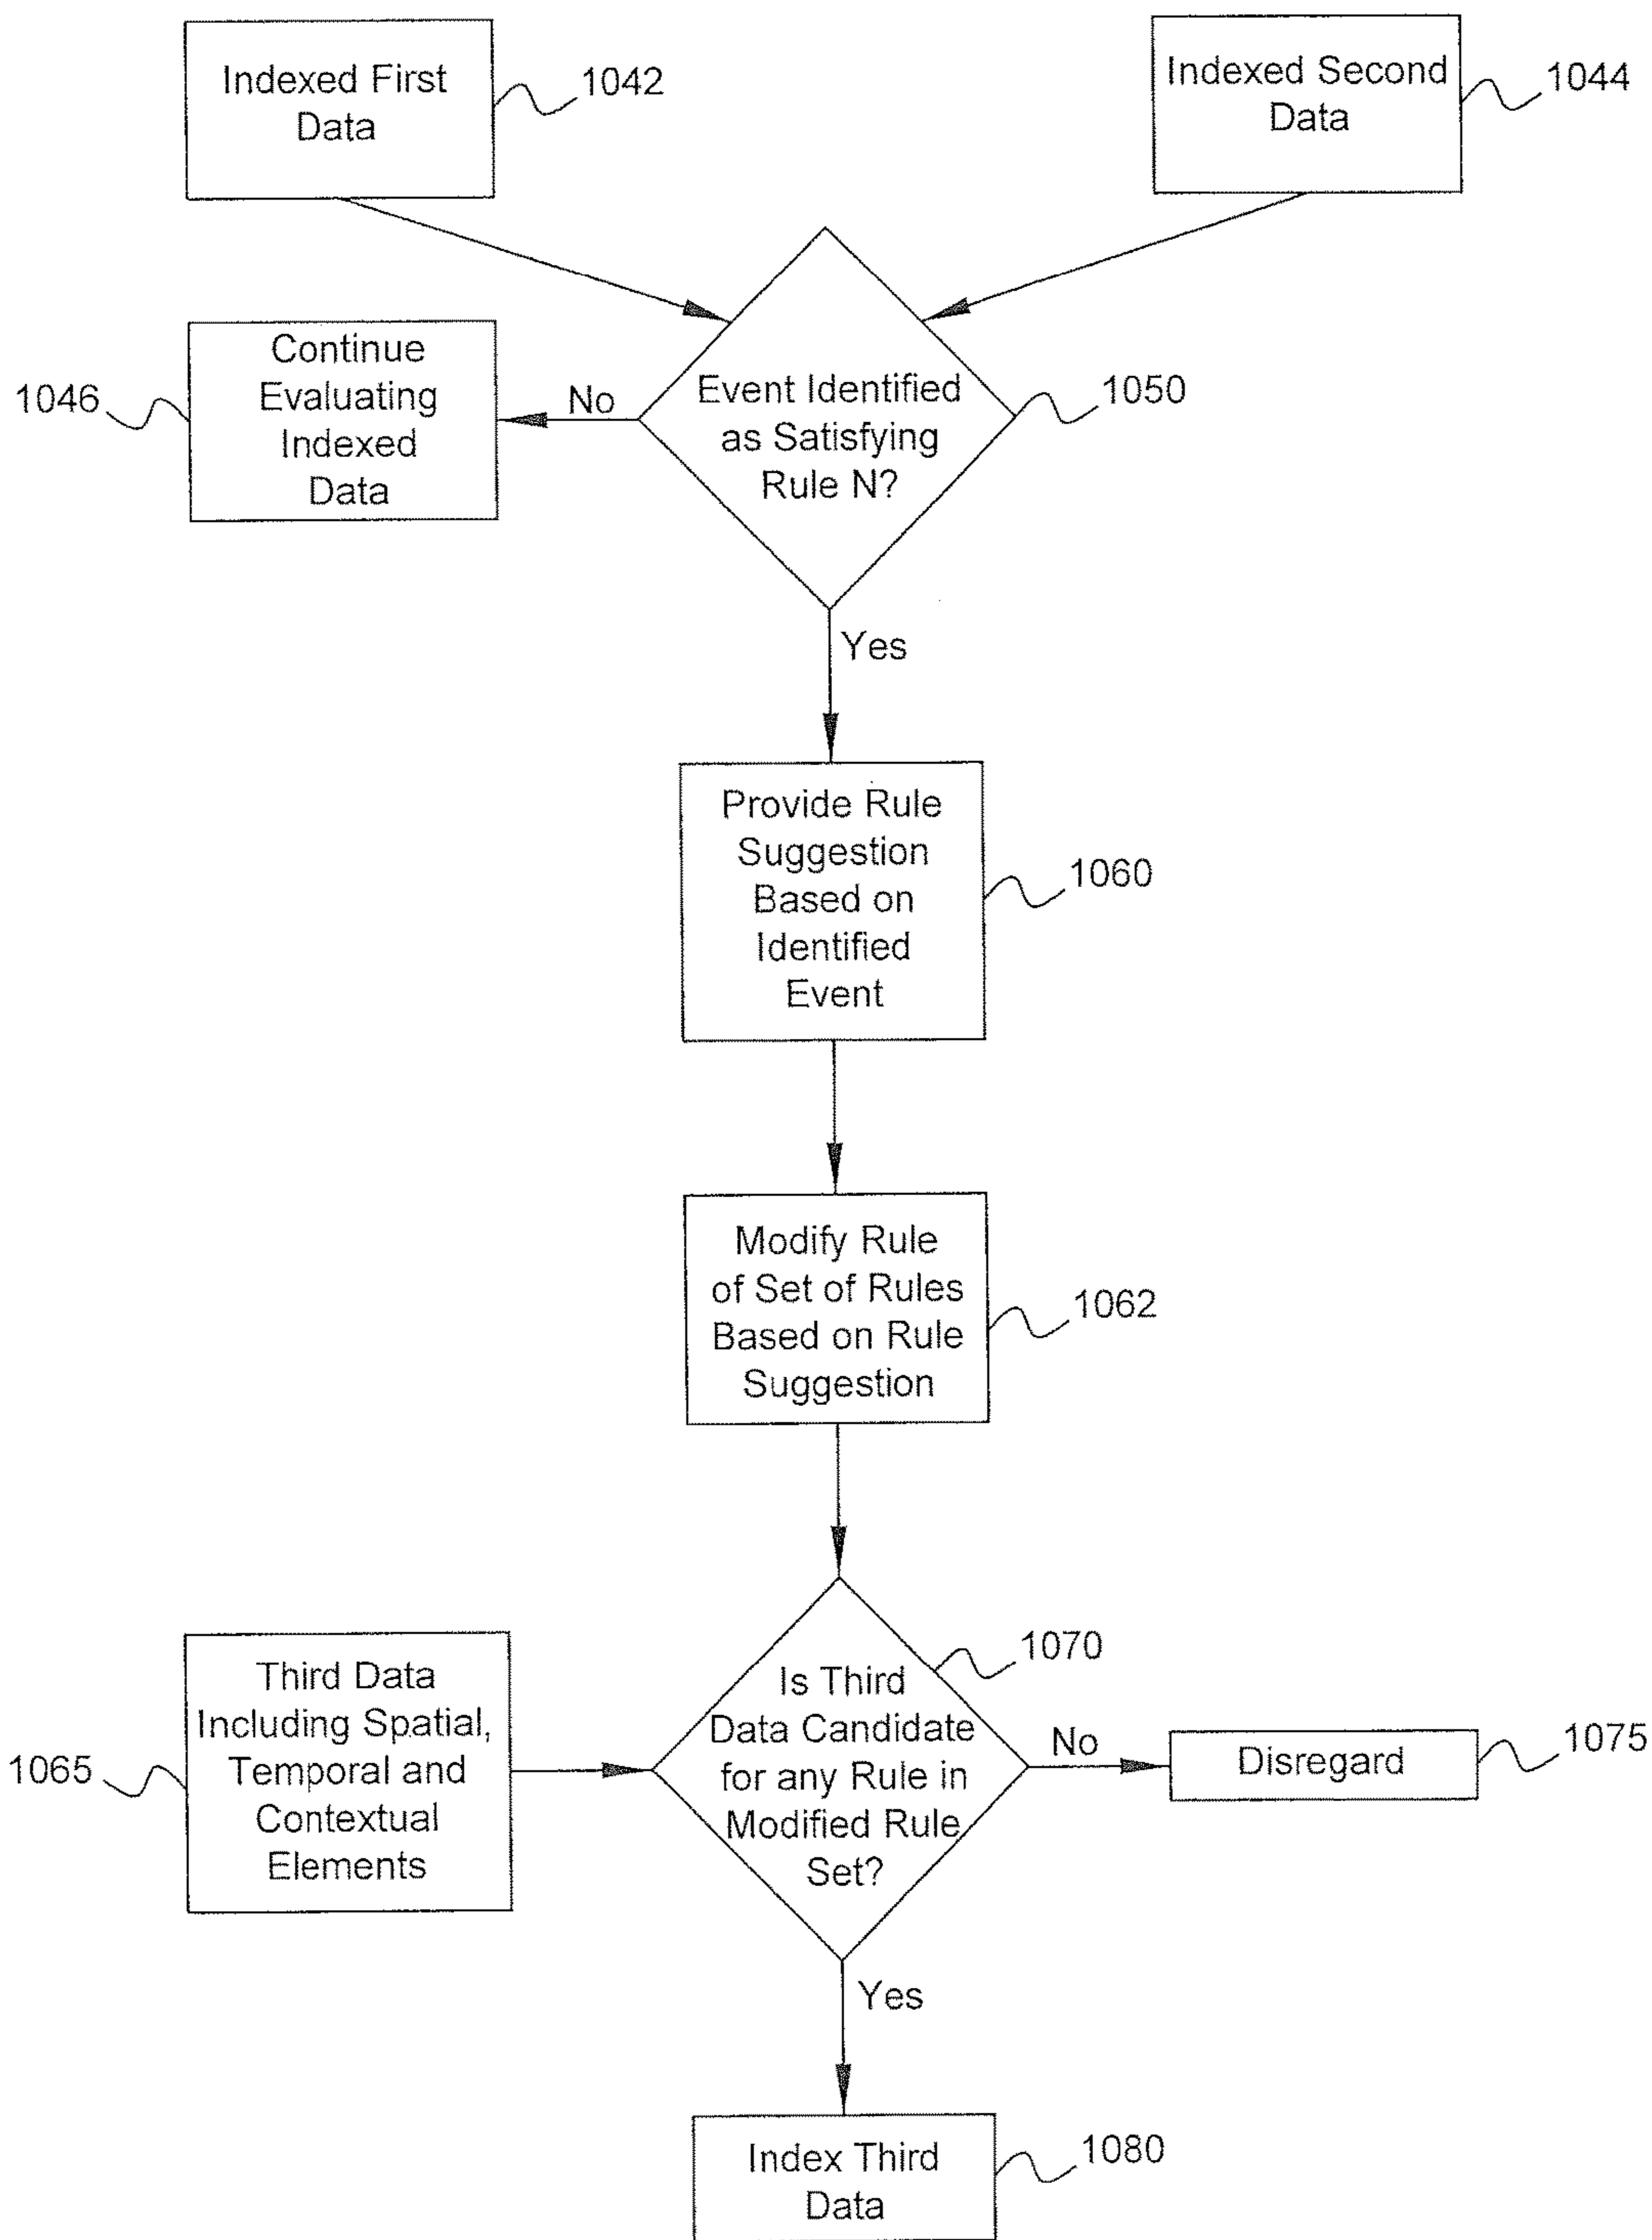 Indexed First
Data
1042
Indexed Second
Data
1044
Continue
Evaluating
Indexed
Data
1046
No
Event Identified
as Satisfying
Rule N?
1050
Yes
Provide Rule
Suggestion
Based on
Identified
Event
1060
Modify Rule
of Set of Rules
Based on Rule
Suggestion
1062
Third Data
Including Spatial,
Temporal and
Contextual
Elements
1065
Is Third
Data Candidate
for any Rule in
Modified Rule
Set?
1070
No
Disregard
1075
Yes
Index Third
Data
1080